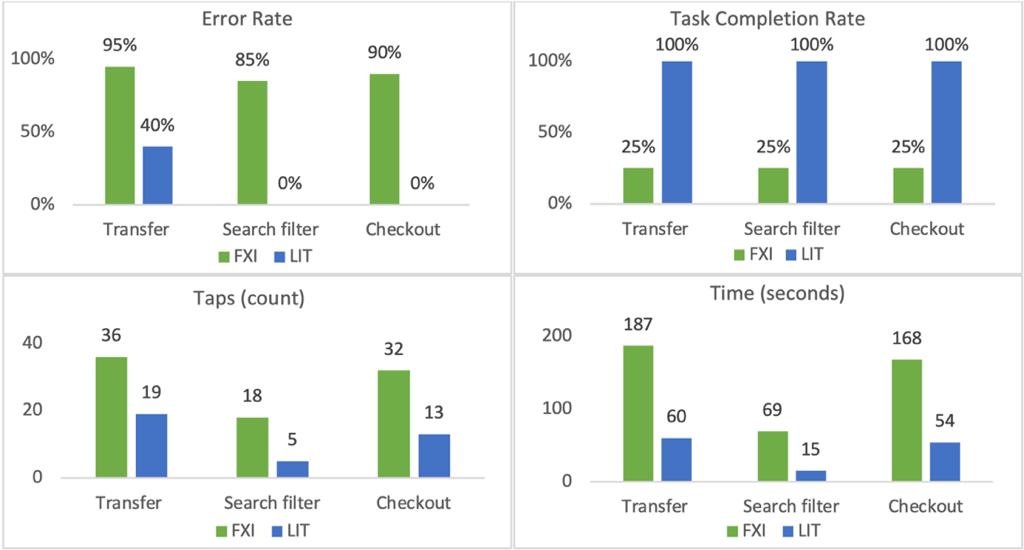 Error Rate
95%
100%
85%
90%
50%
40%
0%
0%
0%
Transfer
Search filter
Checkout
FXI
LIT
Task Completion Rate
100%
100%
100%
100%
50%
25%
25%
25%
0%
Transfer
Search filter
Checkout
FXI
LIT
Taps (count)
36
40
32
19
18
20
13
5
0
Transfer
Search filter
Checkout
FXI
LIT
Time (seconds)
187
200
168
69
60
54
100
15
0
Transfer
Search filter
Checkout
FXI
LIT